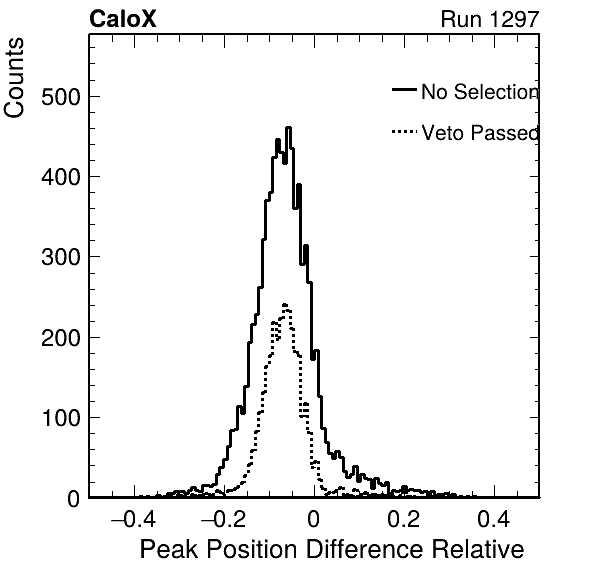 CaloX Run 1297
Counts
No Selection
Veto Passed
500
400
300
200
100
0
−0.4 −0.2 0 0.2 0.4
Peak Position Difference Relative